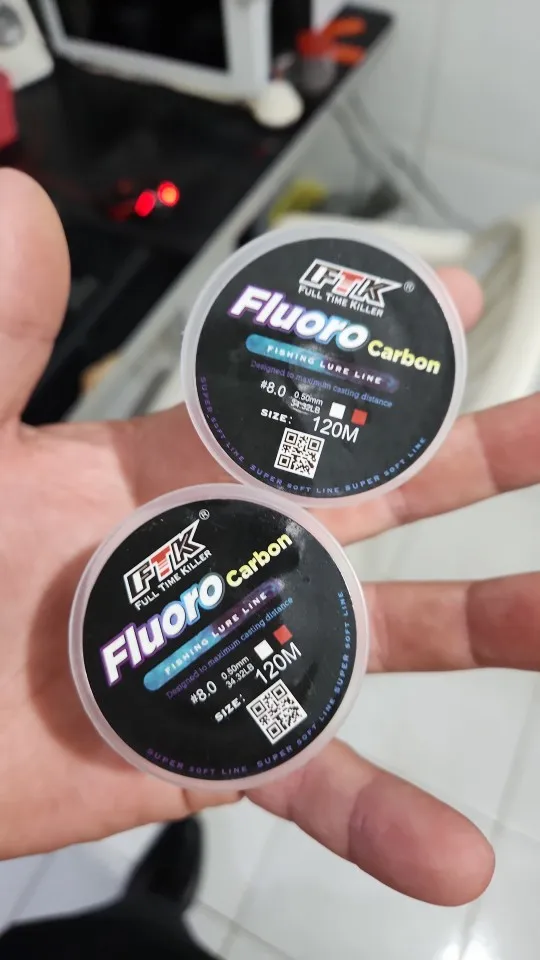 FTK®
FULL TIME KILLER
Fluoro Carbon
FISHING LURE LINE
Designed to maximum casting distance
#8.0 0.50mm
34.32LB
SIZE: 120M
SUPER SOFT LINE SUPER SOFT LINE SUPER SOFT LINE
FTK®
FULL TIME KILLER
Fluoro Carbon
FISHING LURE LINE
Designed to maximum casting distance
#8.0 0.50mm
34.32LB
SIZE: 120M
SUPER SOFT LINE SUPER SOFT LINE SUPER SOFT LINE